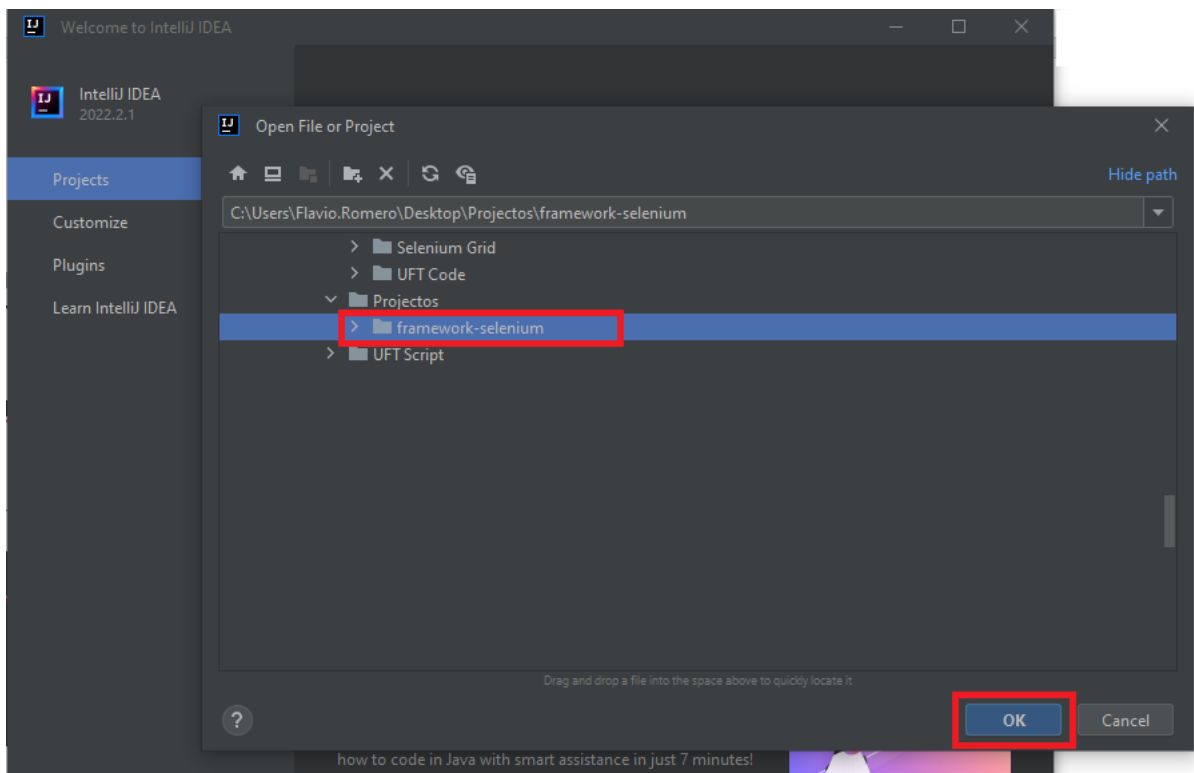 Welcome to IntelliJ IDEA
IntelliJ IDEA
2022.2.1
Projects
Customize
Plugins
Learn IntelliJ IDEA
Open File or Project
Hide path
C:\Users\Flavio.Romero\Desktop\Projectos\framework-selenium
Selenium Grid
UFT Code
Projectos
framework-selenium
UFT Script
Drag and drop a file into the space above to quickly locate it
?
OK
Cancel
how to code in Java with smart assistance in just 7 minutes!